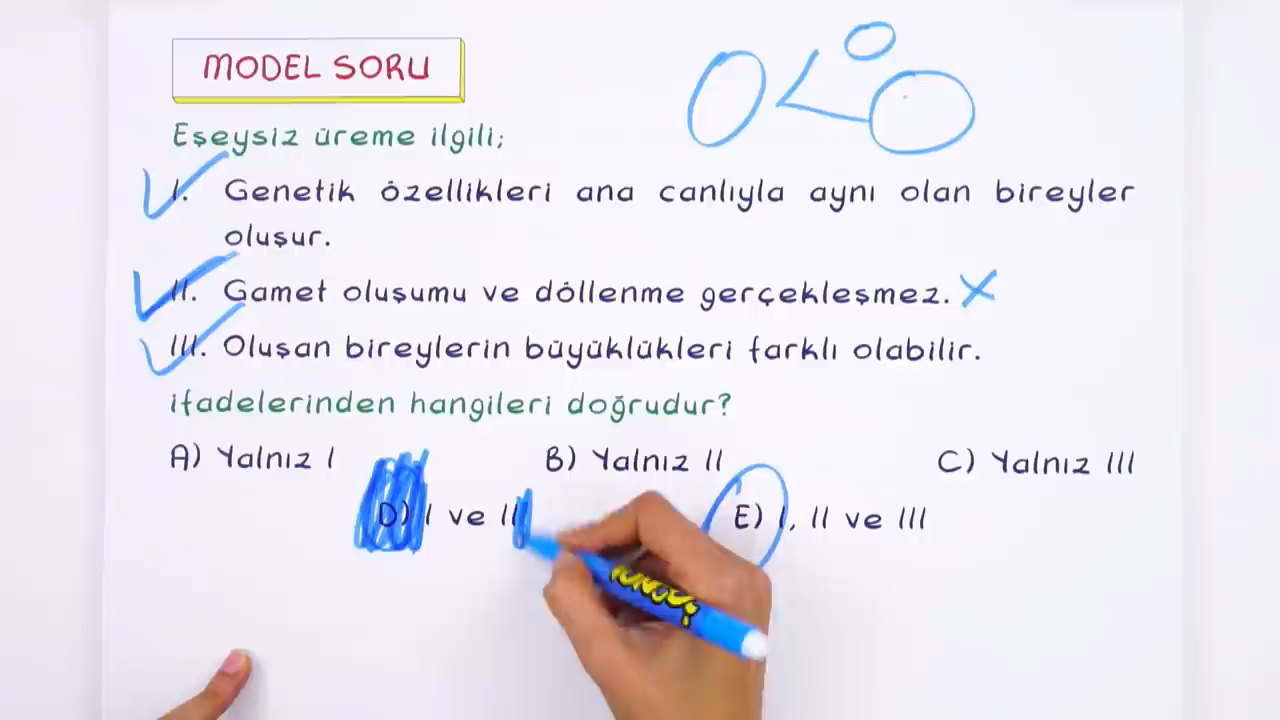 MODEL SORU
Eşeysiz üreme ilgili;
I. Genetik özellikleri ana canlıyla aynı olan bireyler
oluşur.
II. Gamet oluşumu ve döllenme gerçekleşmez.
III. Oluşan bireylerin büyüklükleri farklı olabilir.
ifadelerinden hangileri doğrudur?
A) Yalnız I B) Yalnız II C) Yalnız III
D) I ve III E) I, II ve III